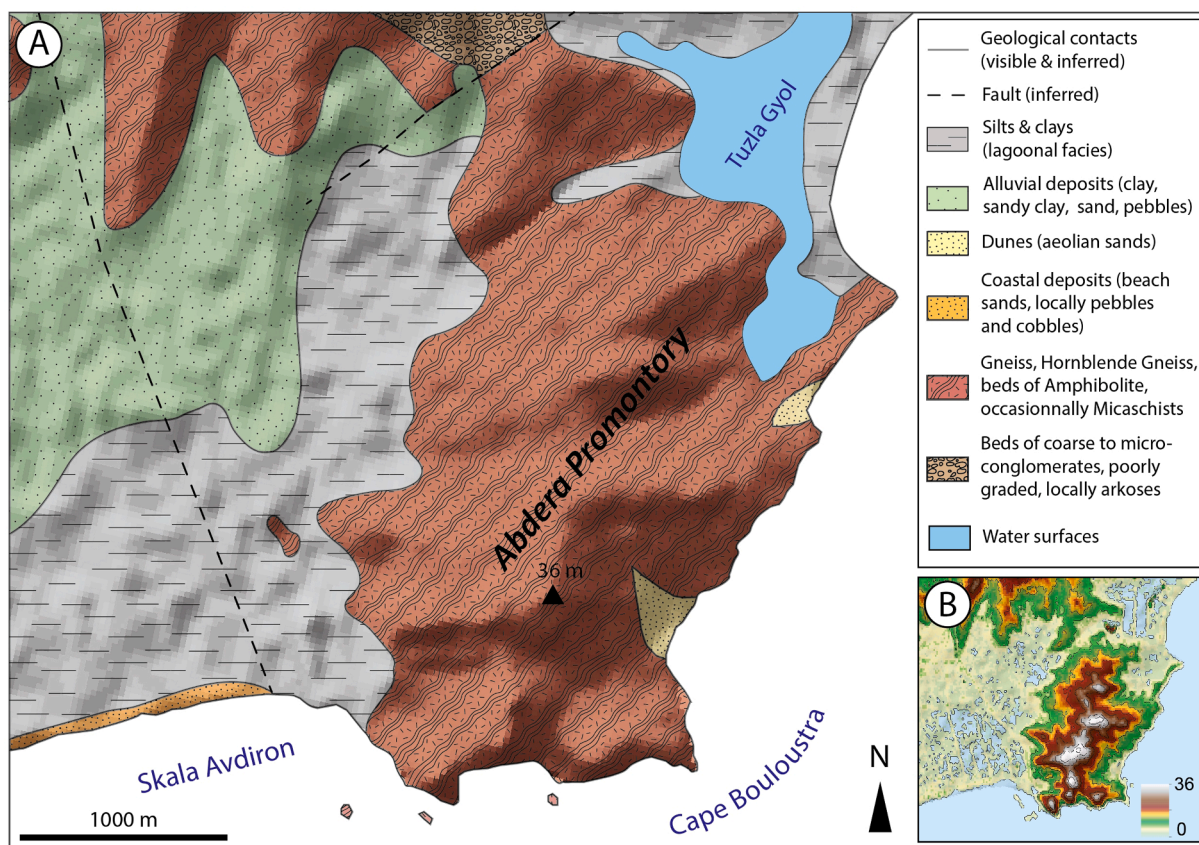 A
Tuzla Gyol
Abdera Promontory
36 m
Skala Avdiron
Cape Bouloustra
1000 m
N
Geological contacts
(visible & inferred)
Fault (inferred)
Silts & clays
(lagoonal facies)
Alluvial deposits (clay,
sandy clay, sand, pebbles)
Dunes (aeolian sands)
Coastal deposits (beach
sands, locally pebbles
and cobbles)
Gneiss, Hornblende Gneiss,
beds of Amphibolite,
occasionnally Micaschists
Beds of coarse to micro-
conglomerates, poorly
graded, locally arkoses
Water surfaces
B
36
0